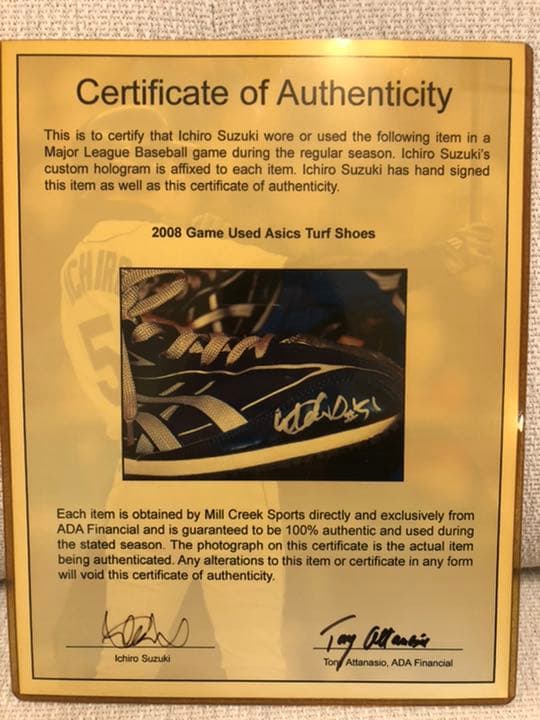 Certificate of Authenticity
This is to certify that Ichiro Suzuki wore or used the following item in a
Major League Baseball game during the regular season. Ichiro Suzuki's
custom hologram is affixed to each item. Ichiro Suzuki has hand signed
this item as well as this certificate of authenticity.
2008 Game Used Asics Turf Shoes
ICHIRO
5
#51
Each item is obtained by Mill Creek Sports directly and exclusively from
ADA Financial and is guaranteed to be 100% authentic and used during
the stated season. The photograph on this certificate is the actual item
being authenticated. Any alterations to this item or certificate in any form
will void this certificate of authenticity.
Tony Attanasio
Ichiro Suzuki
Tony Attanasio, ADA Financial